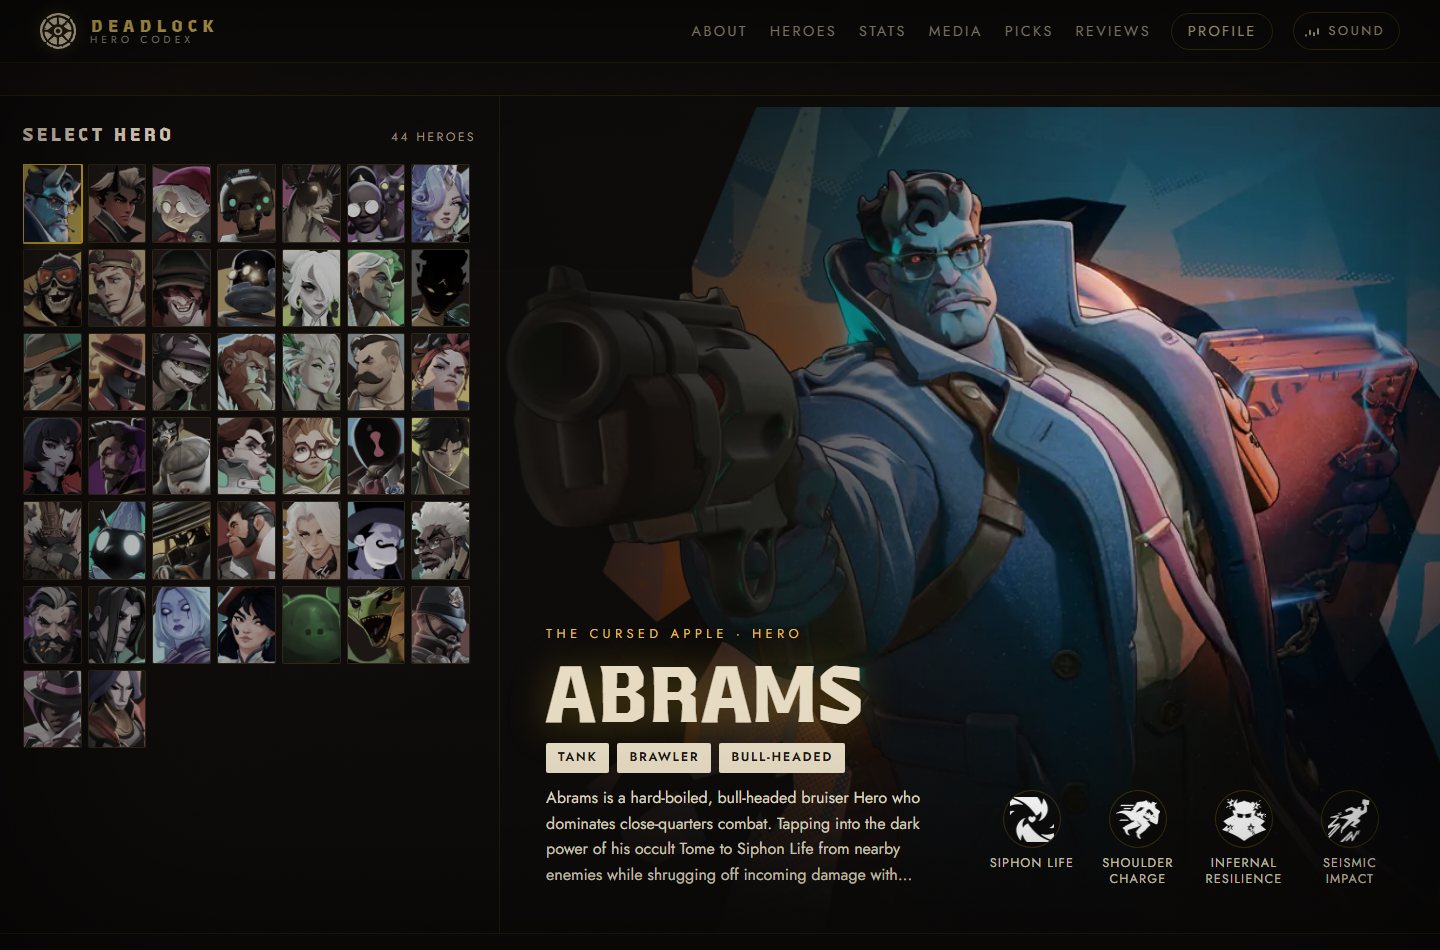 DEADLOCK
HERO CODEX
ABOUT HEROES STATS MEDIA PICKS REVIEWS PROFILE SOUND
SELECT HERO
44 HEROES
THE CURSED APPLE · HERO
ABRAMS
TANK BRAWLER BULL-HEADED
Abrams is a hard-boiled, bull-headed bruiser Hero who
dominates close-quarters combat. Tapping into the dark
power of his occult Tome to Siphon Life from nearby
enemies while shrugging off incoming damage with...
SIPHON LIFE
SHOULDER
CHARGE
INFERNAL
RESILIENCE
SEISMIC
IMPACT